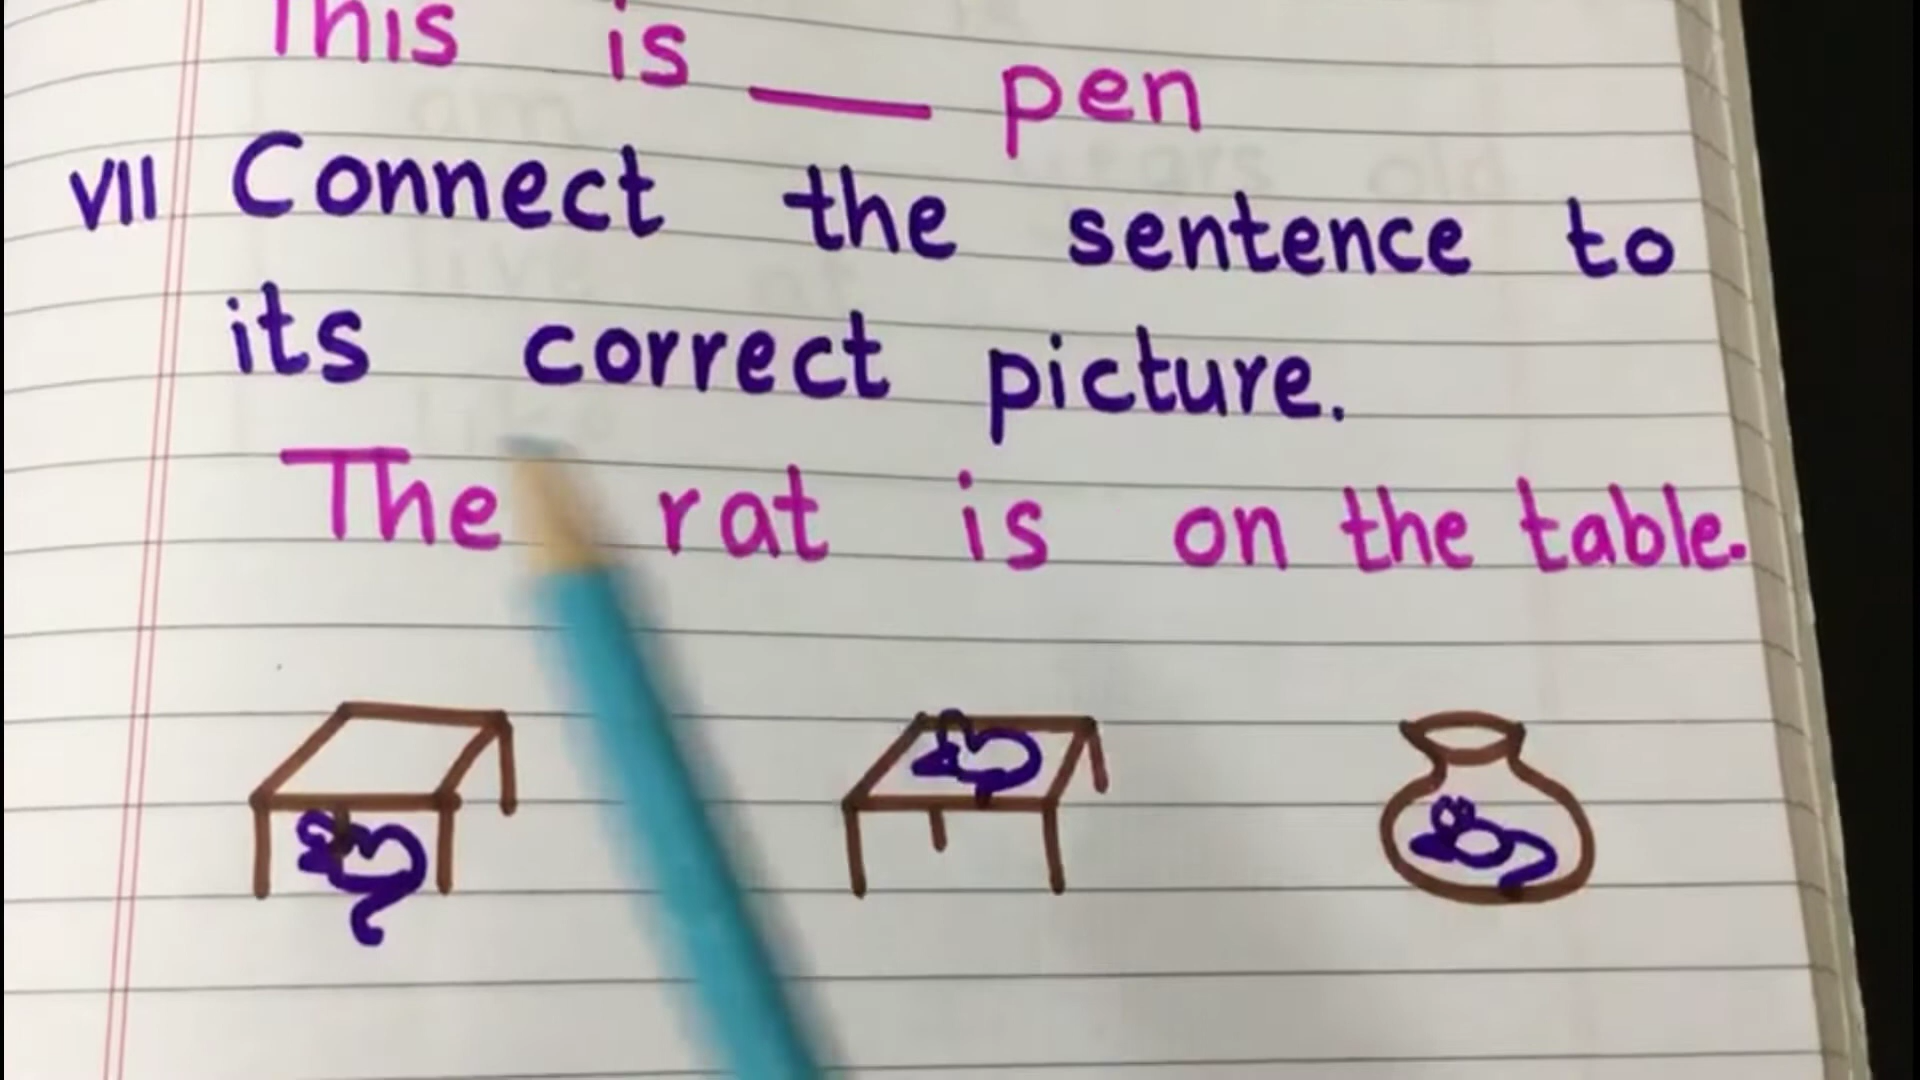 This is ___ pen
VII Connect the sentence to
its correct picture.
The rat is on the table.